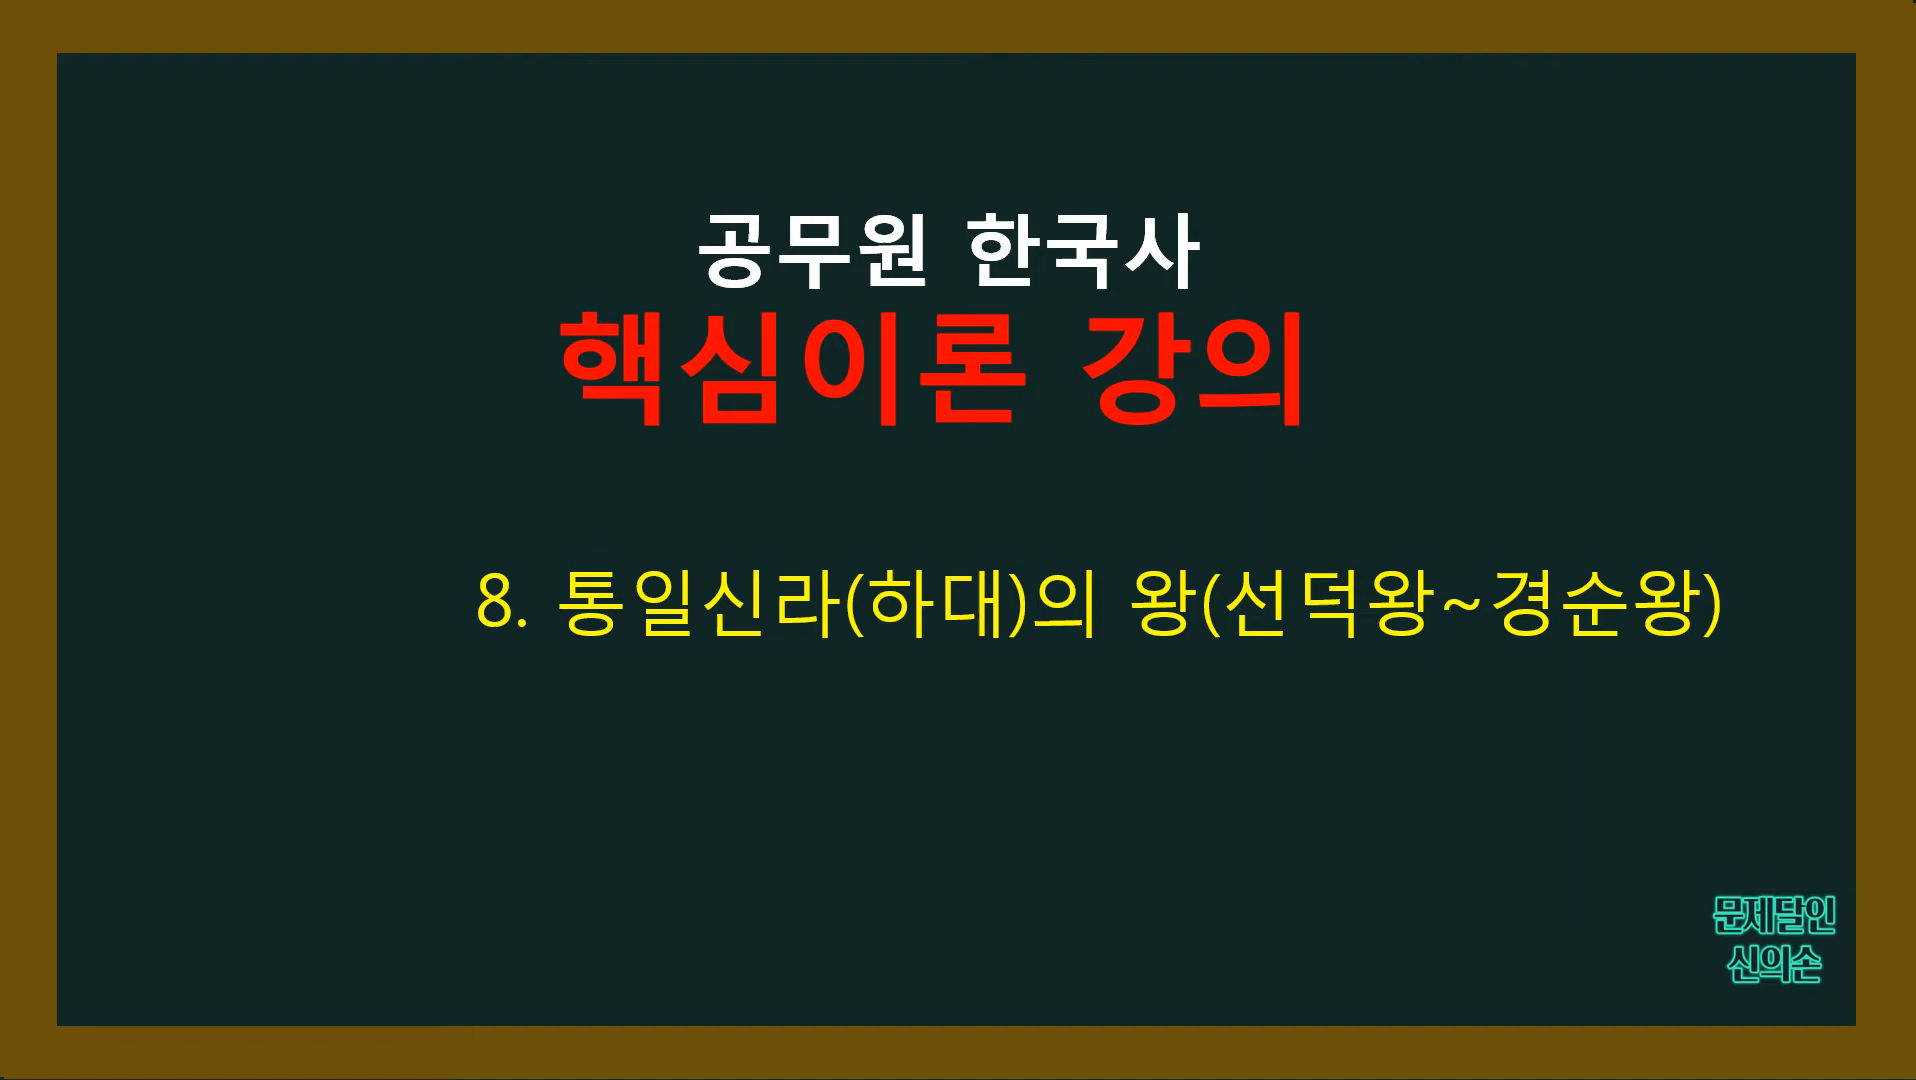 공무원 한국사
핵심이론 강의
8. 통일신라(하대)의 왕(선덕왕~경순왕)
문제달인
신의손